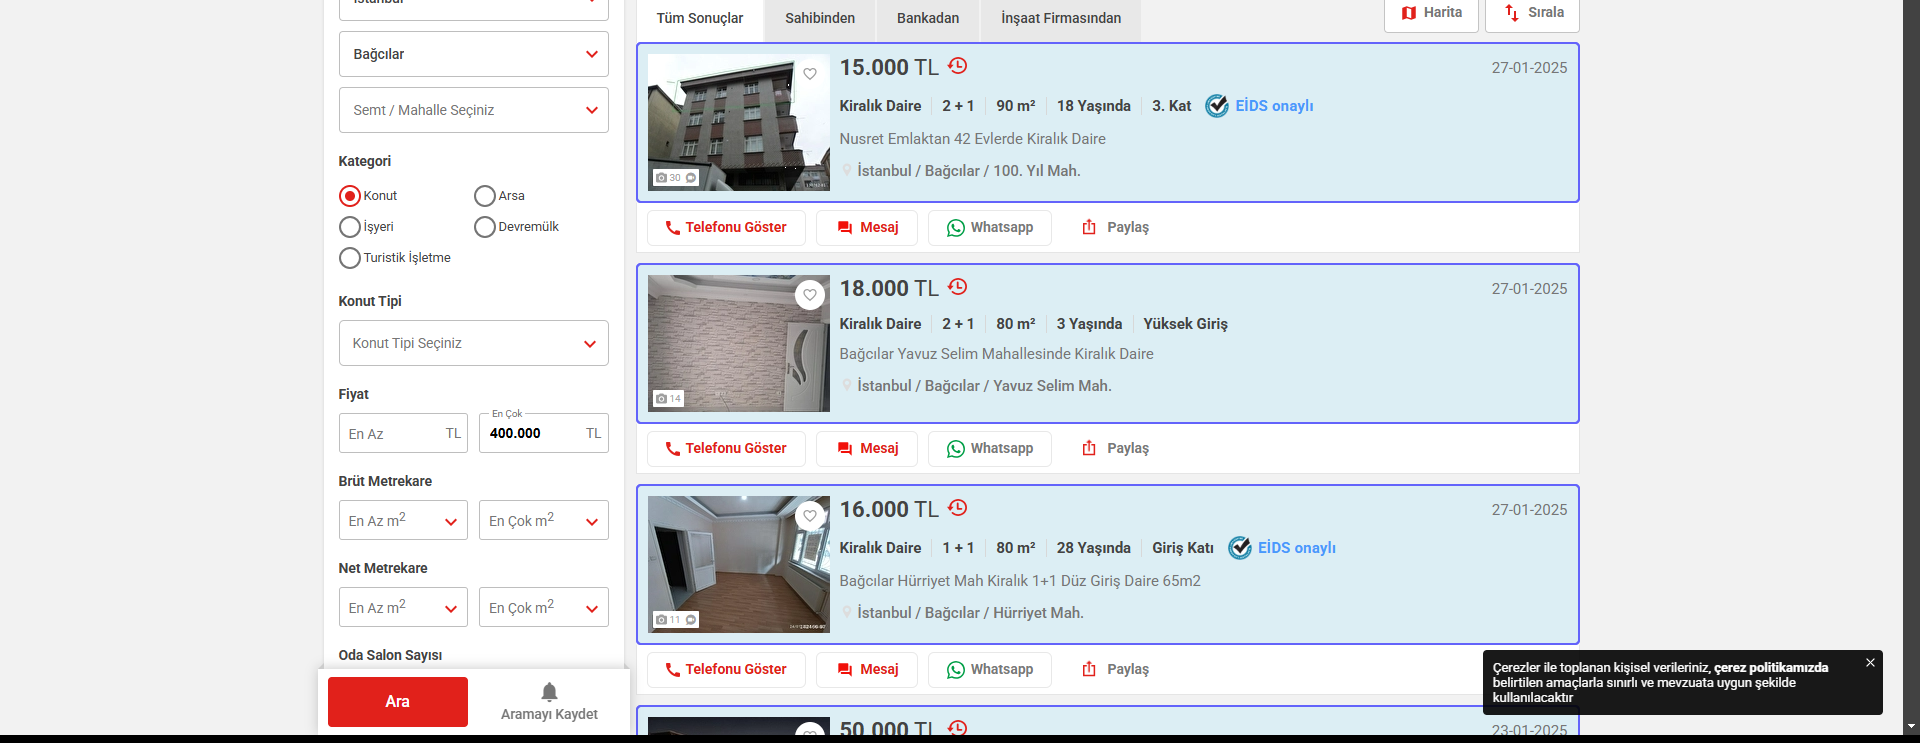 Bağcılar
Semt / Mahalle Seçiniz
Kategori
Konut
Arsa
İşyeri
Devremülk
Turistik İşletme
Konut Tipi
Konut Tipi Seçiniz
Fiyat
En Az TL
En Çok
400.000 TL
Brüt Metrekare
En Az m2
En Çok m2
Net Metrekare
En Az m2
En Çok m2
Oda Salon Sayısı
Ara
Aramayı Kaydet
Tüm Sonuçlar
Sahibinden
Bankadan
İnşaat Firmasından
Harita
Sırala
15.000 TL
27-01-2025
Kiralık Daire 2 + 1 90 m² 18 Yaşında 3. Kat EİDS onaylı
Nusret Emlaktan 42 Evlerde Kiralık Daire
İstanbul / Bağcılar / 100. Yıl Mah.
30
Telefonu Göster
Mesaj
Whatsapp
Paylaş
18.000 TL
27-01-2025
Kiralık Daire 2 + 1 80 m² 3 Yaşında Yüksek Giriş
Bağcılar Yavuz Selim Mahallesinde Kiralık Daire
İstanbul / Bağcılar / Yavuz Selim Mah.
14
Telefonu Göster
Mesaj
Whatsapp
Paylaş
16.000 TL
27-01-2025
Kiralık Daire 1 + 1 80 m² 28 Yaşında Giriş Katı EİDS onaylı
Bağcılar Hürriyet Mah Kiralık 1+1 Düz Giriş Daire 65m2
İstanbul / Bağcılar / Hürriyet Mah.
11
Telefonu Göster
Mesaj
Whatsapp
Paylaş
50.000 TL
23-01-2025
Çerezler ile toplanan kişisel verileriniz, çerez politikamızda
belirtilen amaçlarla sınırlı ve mevzuata uygun şekilde
kullanılacaktır